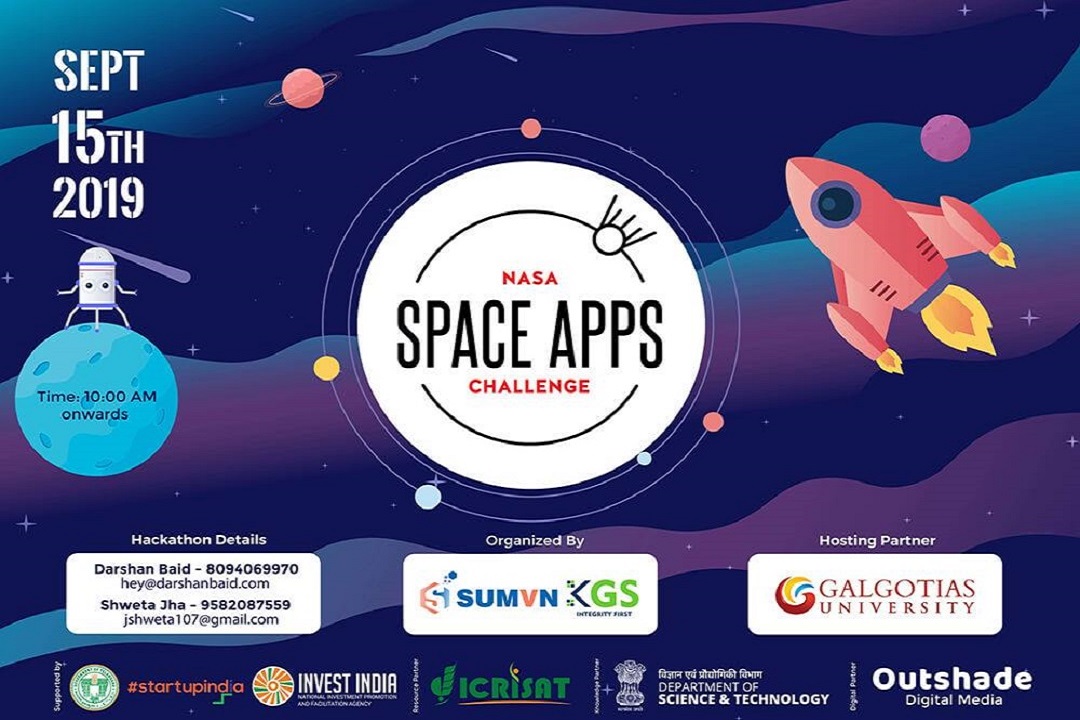 SEPT
15TH
2019
Time: 10:00 AM
onwards
NASA
SPACE APPS
CHALLENGE
Hackathon Details
Darshan Baid - 8094069970
hey@darshanbaid.com
Shweta Jha - 9582087559
jshweta107@gmail.com
Organized By
SUMVN KGS
INTEGRITY FIRST
Hosting Partner
GALGOTIAS
UNIVERSITY
Supported by
#startupindia
INVEST INDIA
NATIONAL INVESTMENT PROMOTION
AND FACILITATION AGENCY
Resource Partner
ICRISAT
Knowledge Partner
विज्ञान एवं प्रौद्योगिकी विभाग
DEPARTMENT OF
SCIENCE & TECHNOLOGY
Digital Partner
Outshade
Digital Media